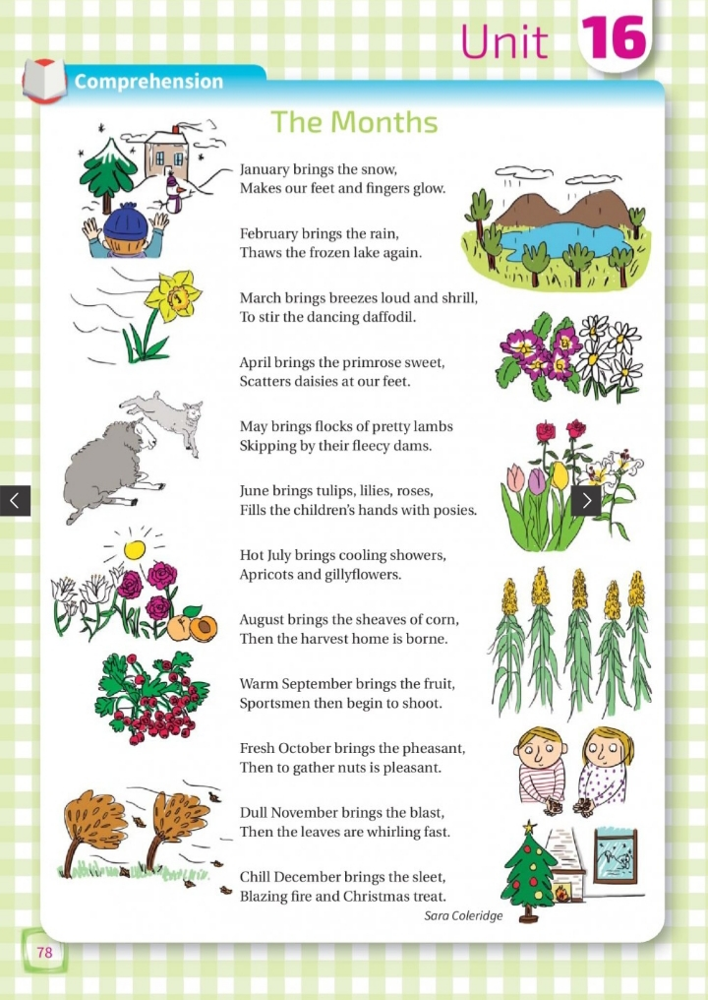 Unit 16
Comprehension
The Months
January brings the snow,
Makes our feet and fingers glow.
February brings the rain,
Thaws the frozen lake again.
March brings breezes loud and shrill,
To stir the dancing daffodil.
April brings the primrose sweet,
Scatters daisies at our feet.
May brings flocks of pretty lambs
Skipping by their fleecy dams.
June brings tulips, lilies, roses,
Fills the children’s hands with posies.
Hot July brings cooling showers,
Apricots and gillyflowers.
August brings the sheaves of corn,
Then the harvest home is borne.
Warm September brings the fruit,
Sportsmen then begin to shoot.
Fresh October brings the pheasant,
Then to gather nuts is pleasant.
Dull November brings the blast,
Then the leaves are whirling fast.
Chill December brings the sleet,
Blazing fire and Christmas treat.
Sara Coleridge
78